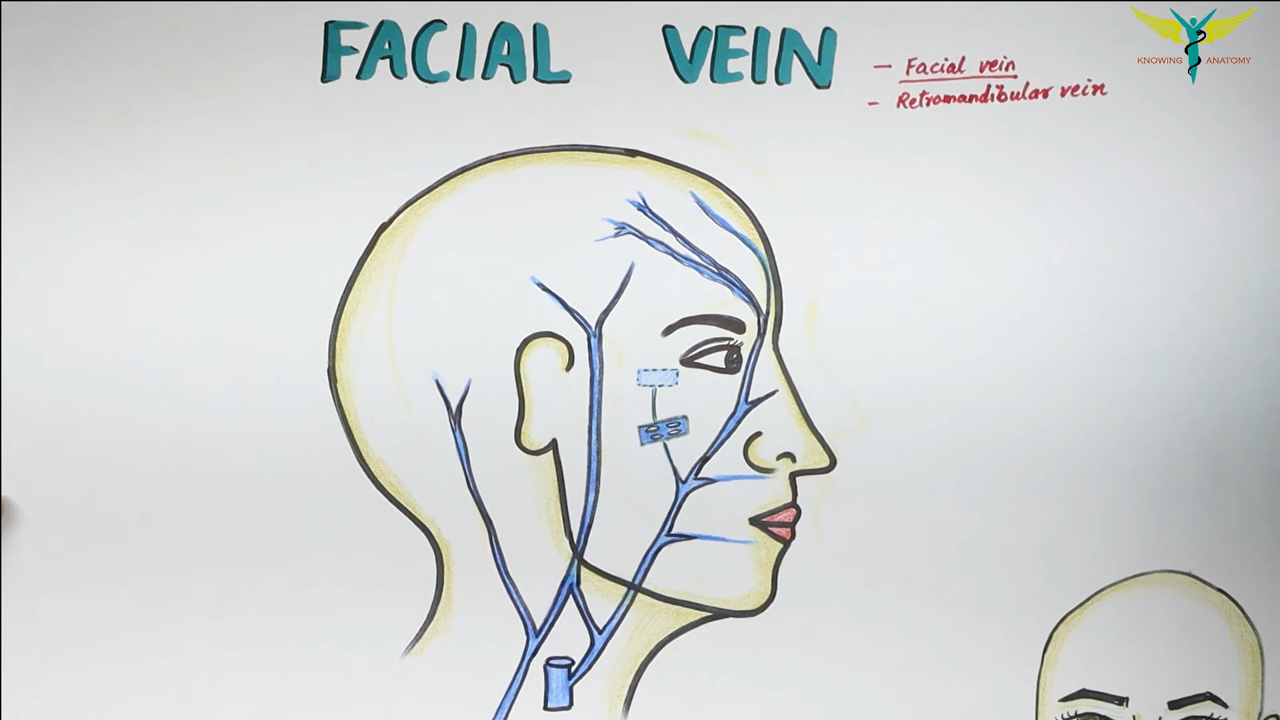 FACIAL VEIN
- Facial vein
- Retromandibular vein
KNOWING ANATOMY